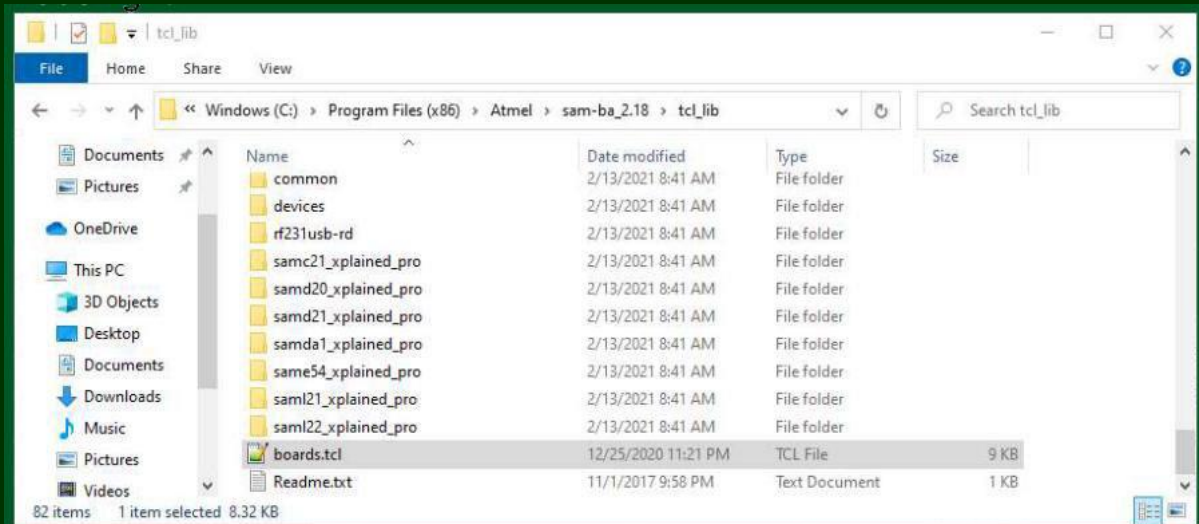 tcl_lib
File Home Share View
« Windows (C:) › Program Files (x86) › Atmel › sam-ba_2.18 › tcl_lib
Search tcl_lib
Documents
Pictures
OneDrive
This PC
3D Objects
Desktop
Documents
Downloads
Music
Pictures
Videos
Name Date modified Type Size
common 2/13/2021 8:41 AM File folder
devices 2/13/2021 8:41 AM File folder
rf231usb-rd 2/13/2021 8:41 AM File folder
samc21_xplained_pro 2/13/2021 8:41 AM File folder
samd20_xplained_pro 2/13/2021 8:41 AM File folder
samd21_xplained_pro 2/13/2021 8:41 AM File folder
samda1_xplained_pro 2/13/2021 8:41 AM File folder
same54_xplained_pro 2/13/2021 8:41 AM File folder
saml21_xplained_pro 2/13/2021 8:41 AM File folder
saml22_xplained_pro 2/13/2021 8:41 AM File folder
boards.tcl 12/25/2020 11:21 PM TCL File 9 KB
Readme.txt 11/1/2017 9:58 PM Text Document 1 KB
82 items 1 item selected 8.32 KB